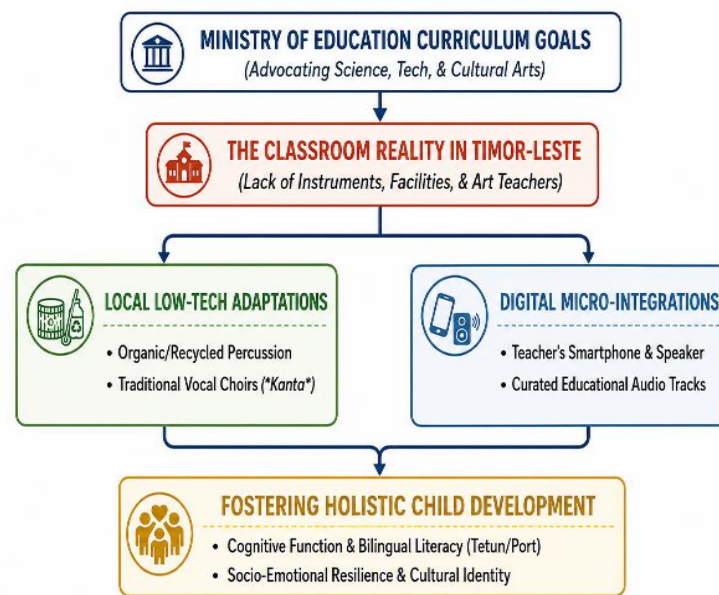 MINISTRY OF EDUCATION CURRICULUM GOALS
(Advocating Science, Tech, & Cultural Arts)
THE CLASSROOM REALITY IN TIMOR-LESTE
(Lack of Instruments, Facilities, & Art Teachers)
LOCAL LOW-TECH ADAPTATIONS
• Organic/Recycled Percussion
• Traditional Vocal Choirs (*Kanta*)
DIGITAL MICRO-INTEGRATIONS
• Teacher's Smartphone & Speaker
• Curated Educational Audio Tracks
FOSTERING HOLISTIC CHILD DEVELOPMENT
• Cognitive Function & Bilingual Literacy (Tetun/Port)
• Socio-Emotional Resilience & Cultural Identity